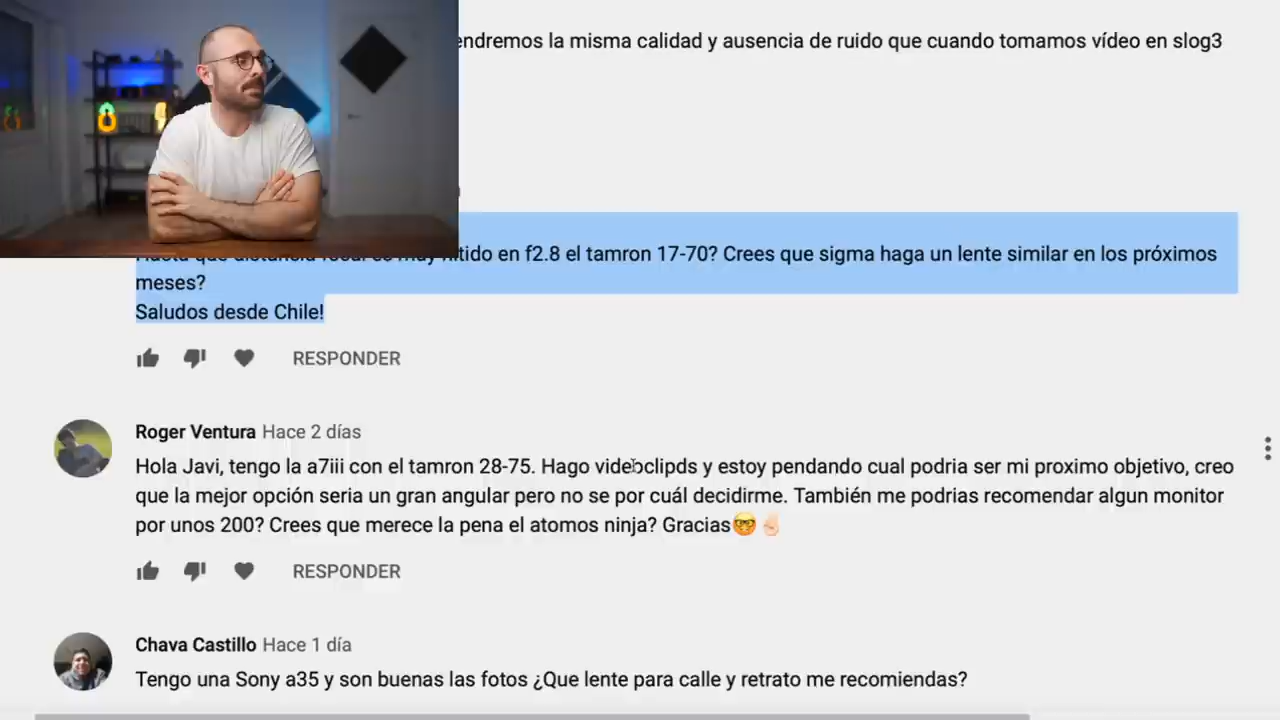 endremos la misma calidad y ausencia de ruido que cuando tomamos vídeo en slog3
en f2.8 el tamron 17-70? Crees que sigma haga un lente similar en los próximos
meses?
Saludos desde Chile!
RESPONDER
Roger Ventura Hace 2 días
Hola Javi, tengo la a7iii con el tamron 28-75. Hago videoclipds y estoy pendando cual podria ser mi proximo objetivo, creo
que la mejor opción seria un gran angular pero no se por cuál decidirme. También me podrias recomendar algun monitor
por unos 200? Crees que merece la pena el atomos ninja? Gracias🤓✌🏻
RESPONDER
Chava Castillo Hace 1 día
Tengo una Sony a35 y son buenas las fotos ¿Que lente para calle y retrato me recomiendas?